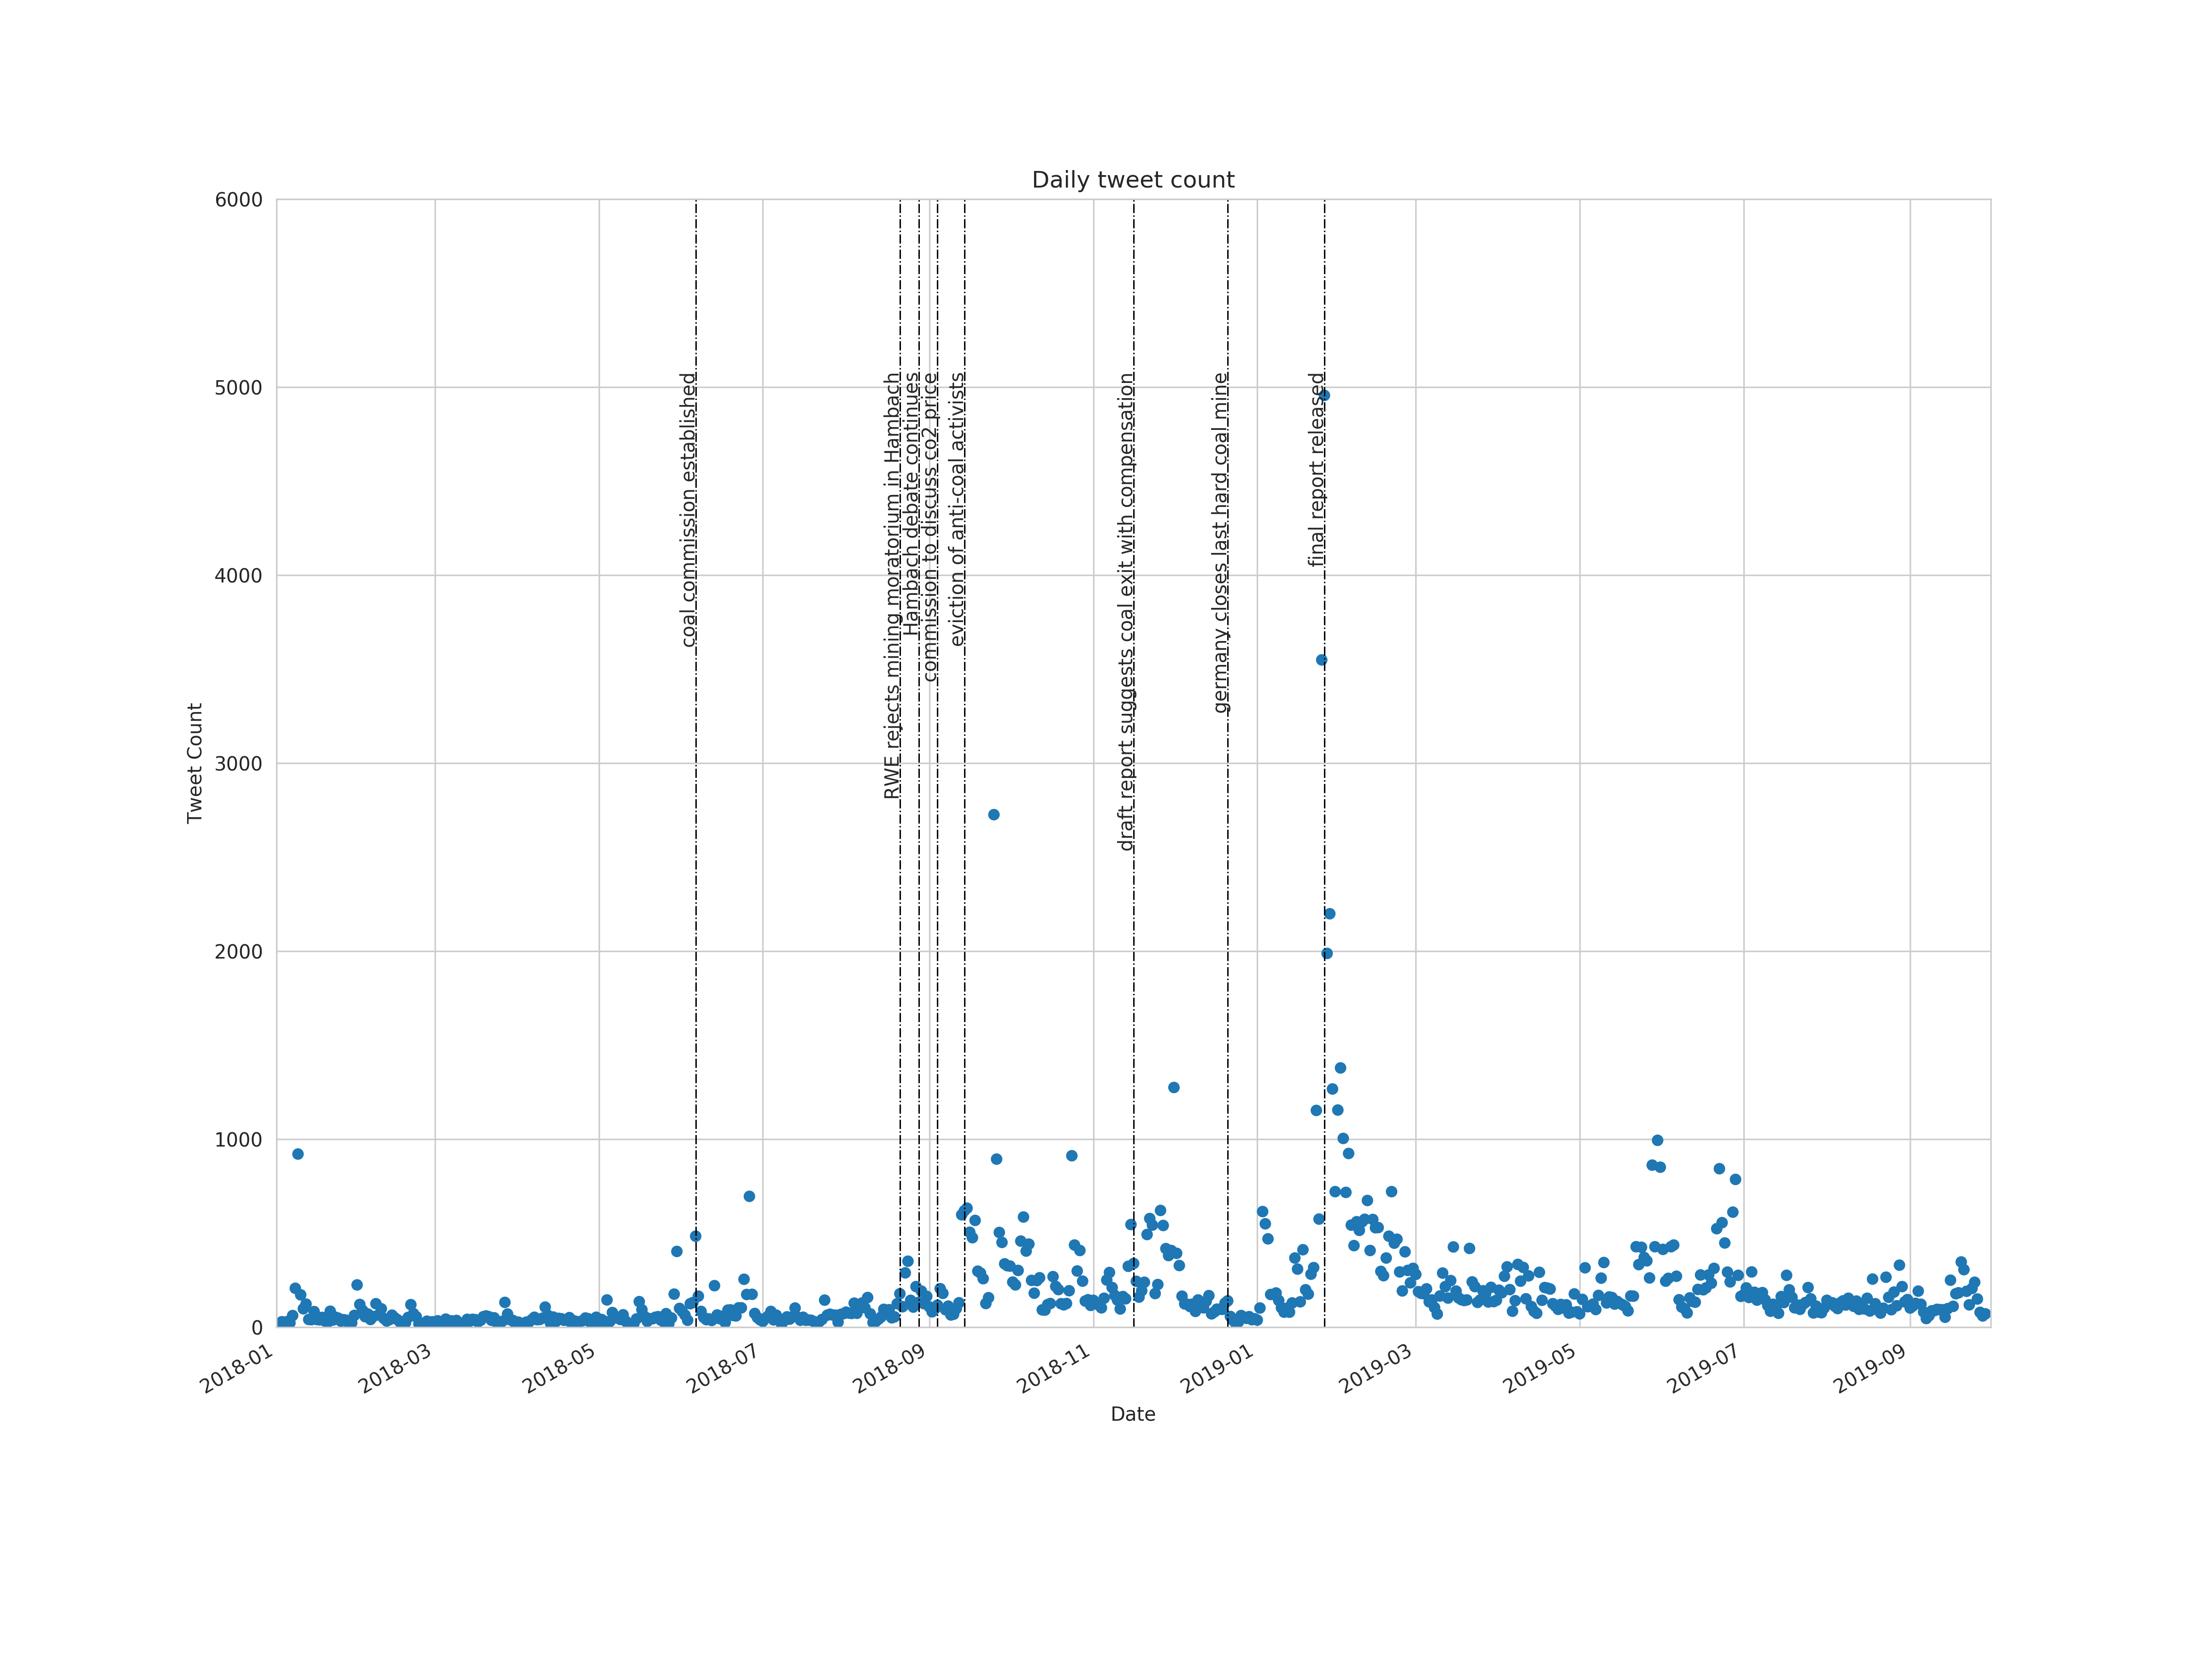 Daily tweet count
6000
5000
4000
3000
2000
1000
0
Tweet Count
coal commission established
RWE rejects mining moratorium in Hambach
Hambach debate continues
commission to discuss co2 price
eviction of anti-coal activists
draft report suggests coal exit with compensation
germany closes last hard coal mine
final report released
2018-01
2018-03
2018-05
2018-07
2018-09
2018-11
2019-01
2019-03
2019-05
2019-07
2019-09
Date